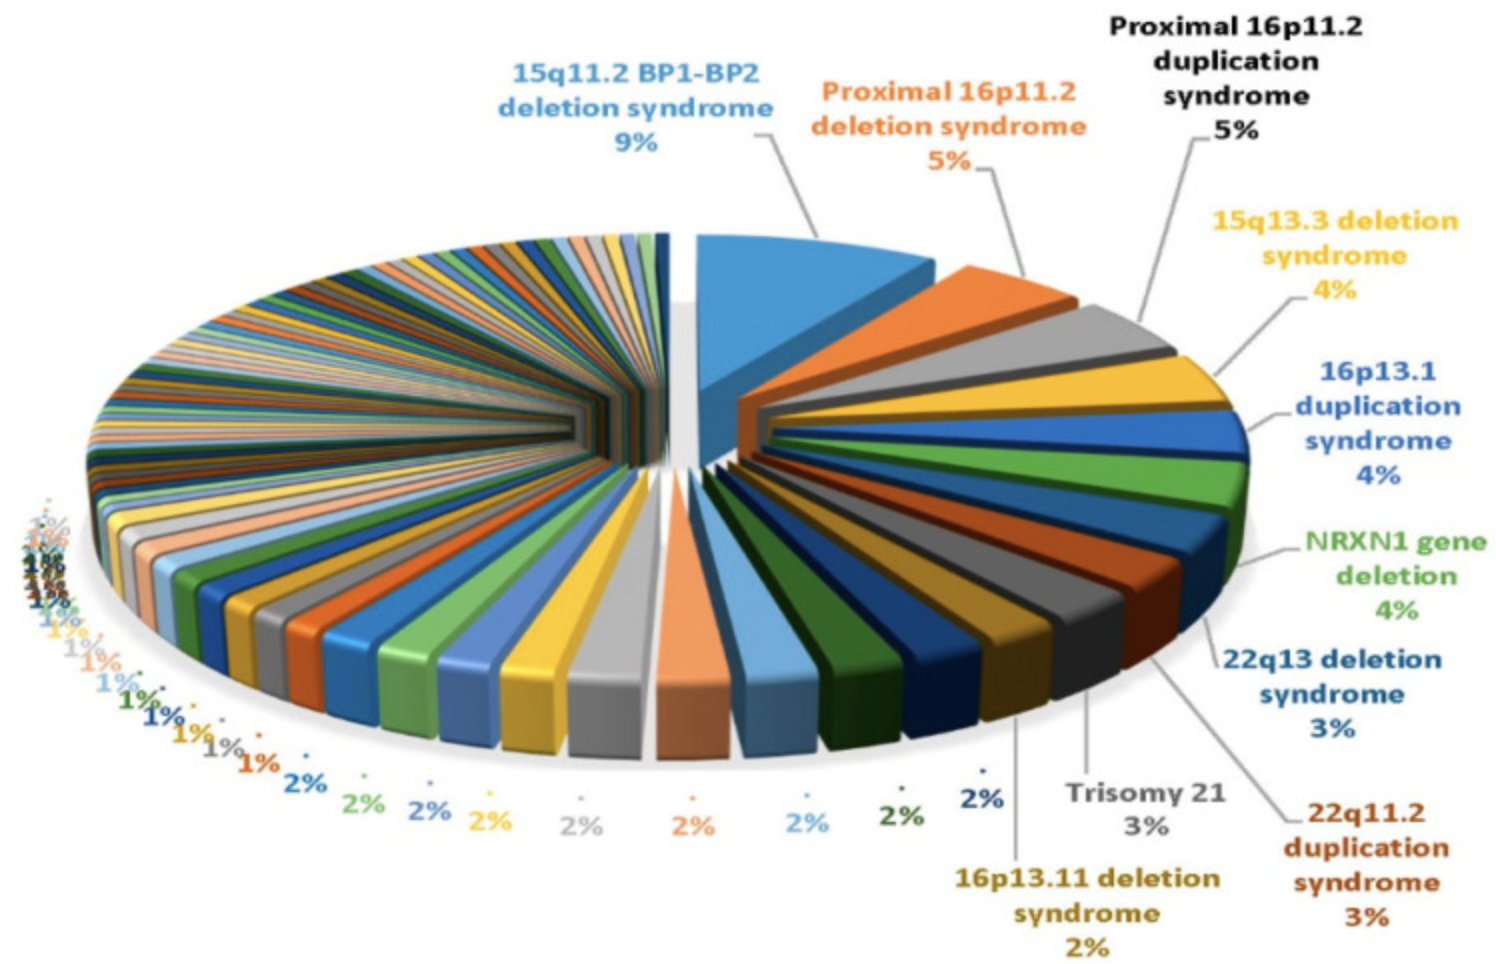 Proximal 16p11.2
duplication
syndrome
5%
15q11.2 BP1-BP2
deletion syndrome
9%
Proximal 16p11.2
deletion syndrome
5%
15q13.3 deletion
syndrome
4%
16p13.1
duplication
syndrome
4%
NRXN1 gene
deletion
4%
22q13 deletion
syndrome
3%
22q11.2
duplication
syndrome
3%
Trisomy 21
3%
16p13.11 deletion
syndrome
2%
2%
2%
2%
2%
2%
2%
2%
2%
2%
1%
1%
1%
1%
1%
1%
1%
1%
1%
1%
1%